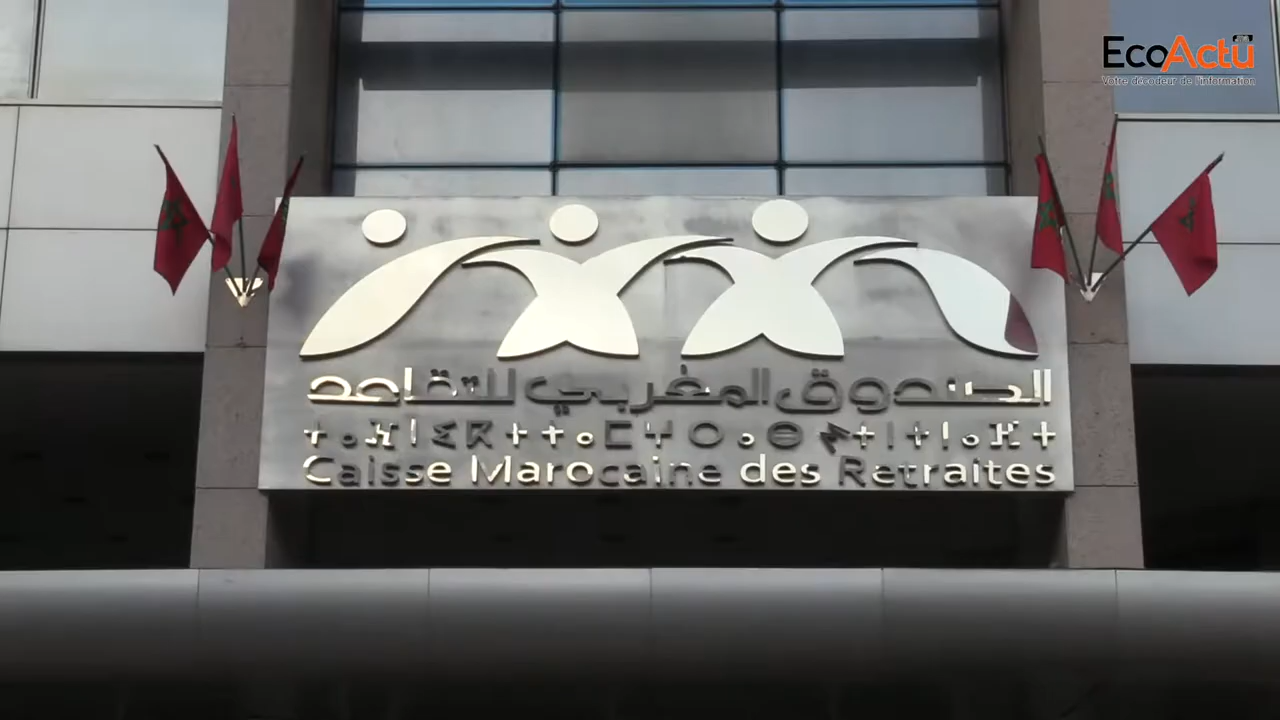 EcoActu
Votre décodeur de l'information
الصندوق المغربي للتقاعد
Caisse Marocaine des Retraites